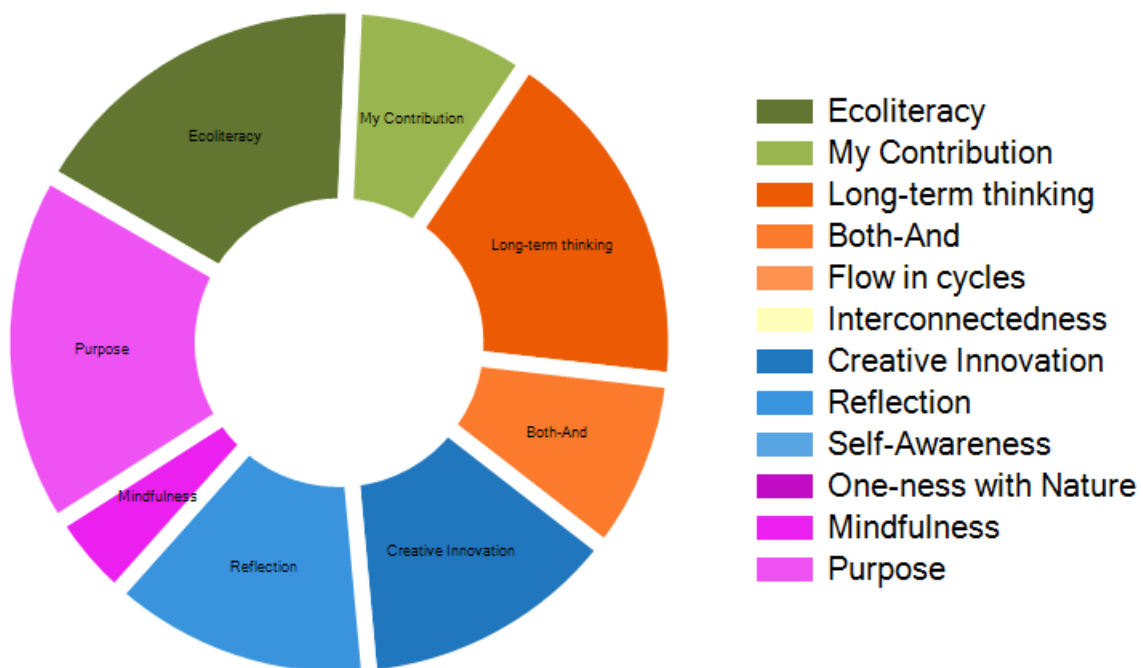 Ecoliteracy
My Contribution
Long-term thinking
Purpose
Both-And
Mindfulness
Creative Innovation
Reflection
Ecoliteracy
My Contribution
Long-term thinking
Both-And
Flow in cycles
Interconnectedness
Creative Innovation
Reflection
Self-Awareness
One-ness with Nature
Mindfulness
Purpose